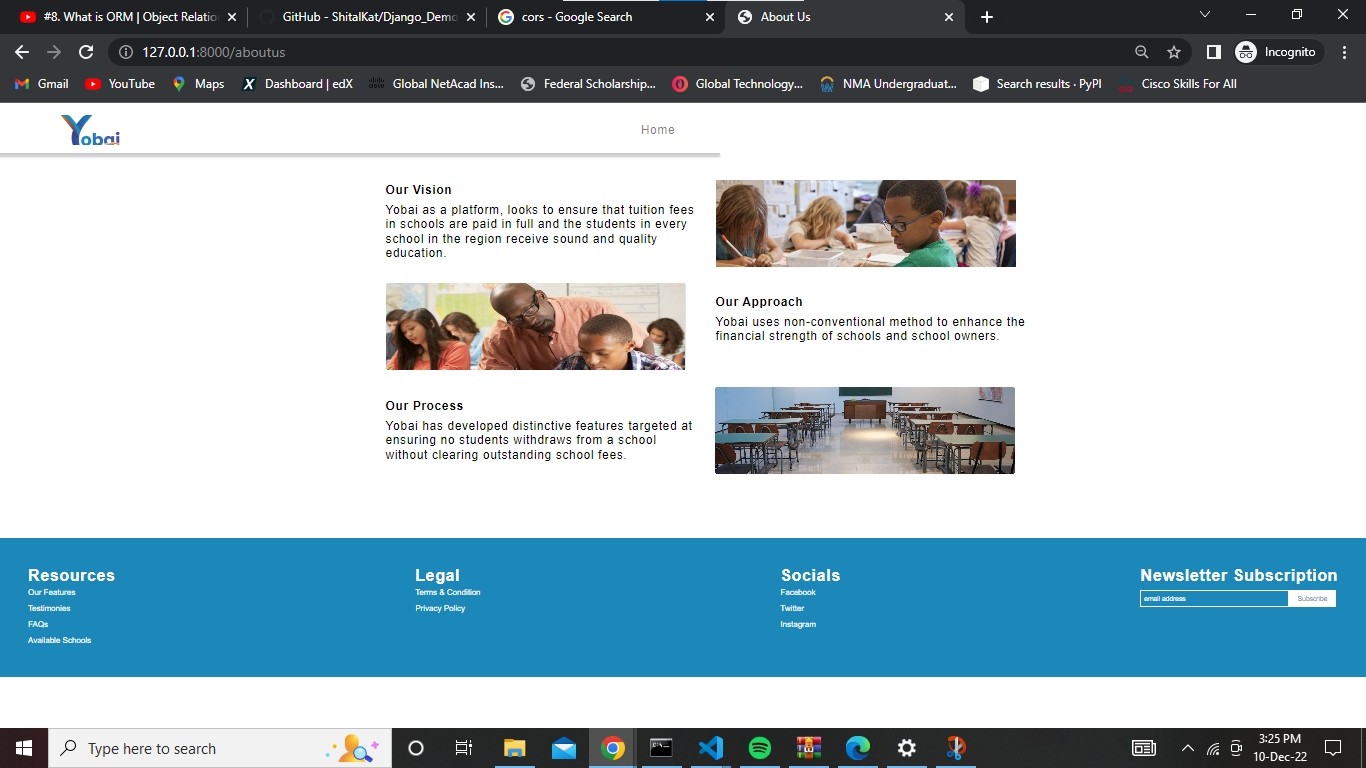 #8. What is ORM | Object Relatio
GitHub - ShitalKat/Django_Demo
cors - Google Search
About Us
127.0.0.1:8000/aboutus
Incognito
Gmail
YouTube
Maps
Dashboard | edX
Global NetAcad Ins...
Federal Scholarship...
Global Technology...
NMA Undergraduat...
Search results · PyPI
Cisco Skills For All
Yobai
Home
Our Vision
Yobai as a platform, looks to ensure that tuition fees
in schools are paid in full and the students in every
school in the region receive sound and quality
education.
Our Approach
Yobai uses non-conventional method to enhance the
financial strength of schools and school owners.
Our Process
Yobai has developed distinctive features targeted at
ensuring no students withdraws from a school
without clearing outstanding school fees.
Resources
Our Features
Testimonies
FAQs
Available Schools
Legal
Terms & Condition
Privacy Policy
Socials
Facebook
Twitter
Instagram
Newsletter Subscription
email address
Subscribe
Type here to search
3:25 PM
10-Dec-22